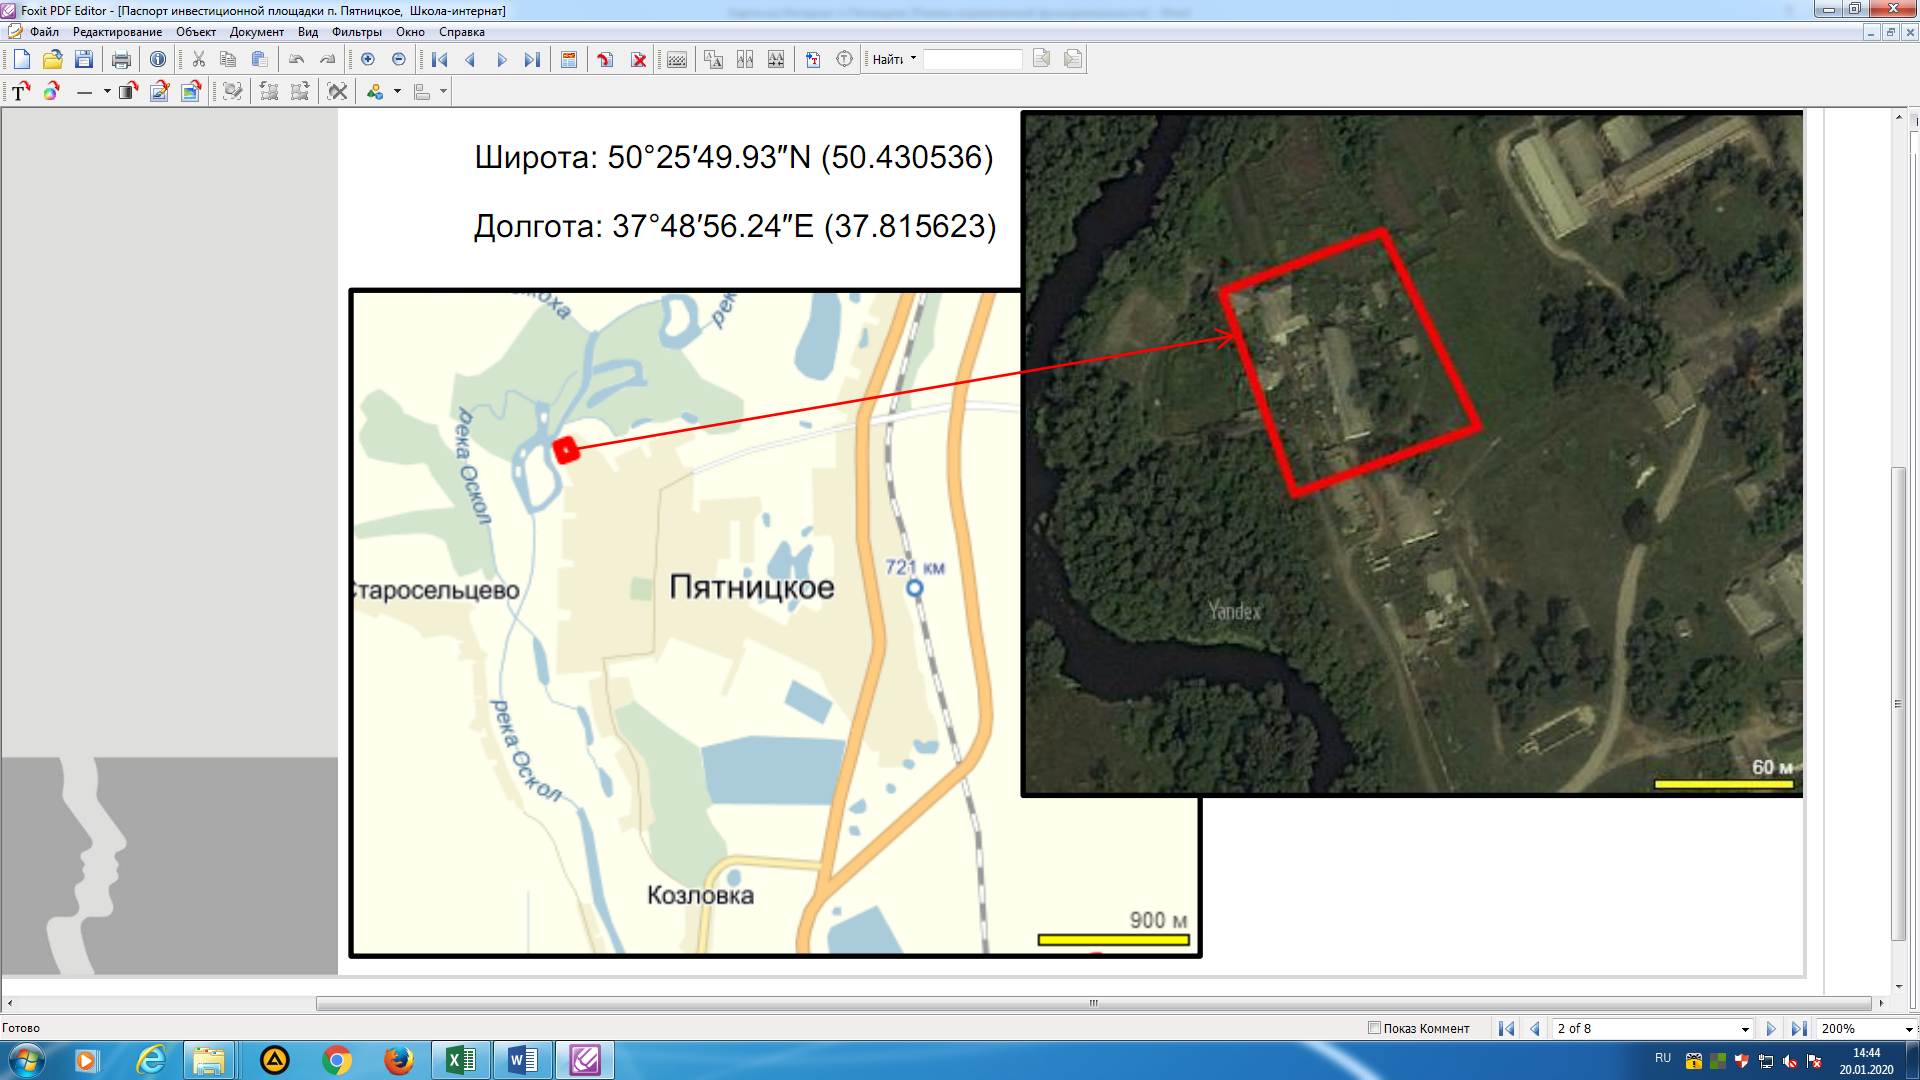 Foxit PDF Editor - [Паспорт инвестиционной площадки п. Пятницкое, Школа-интернат]
Файл Редактирование Объект Документ Вид Фильтры Окно Справка
Найти
Широта: 50°25′49.93″N (50.430536)
Долгота: 37°48′56.24″E (37.815623)
река Оскол
721 км
Пятницкое
Старосельцево
река Оскол
Козловка
900 м
Yandex
60 м
Готово
Показ Коммент
2 of 8
200%
RU
14:44
20.01.2020